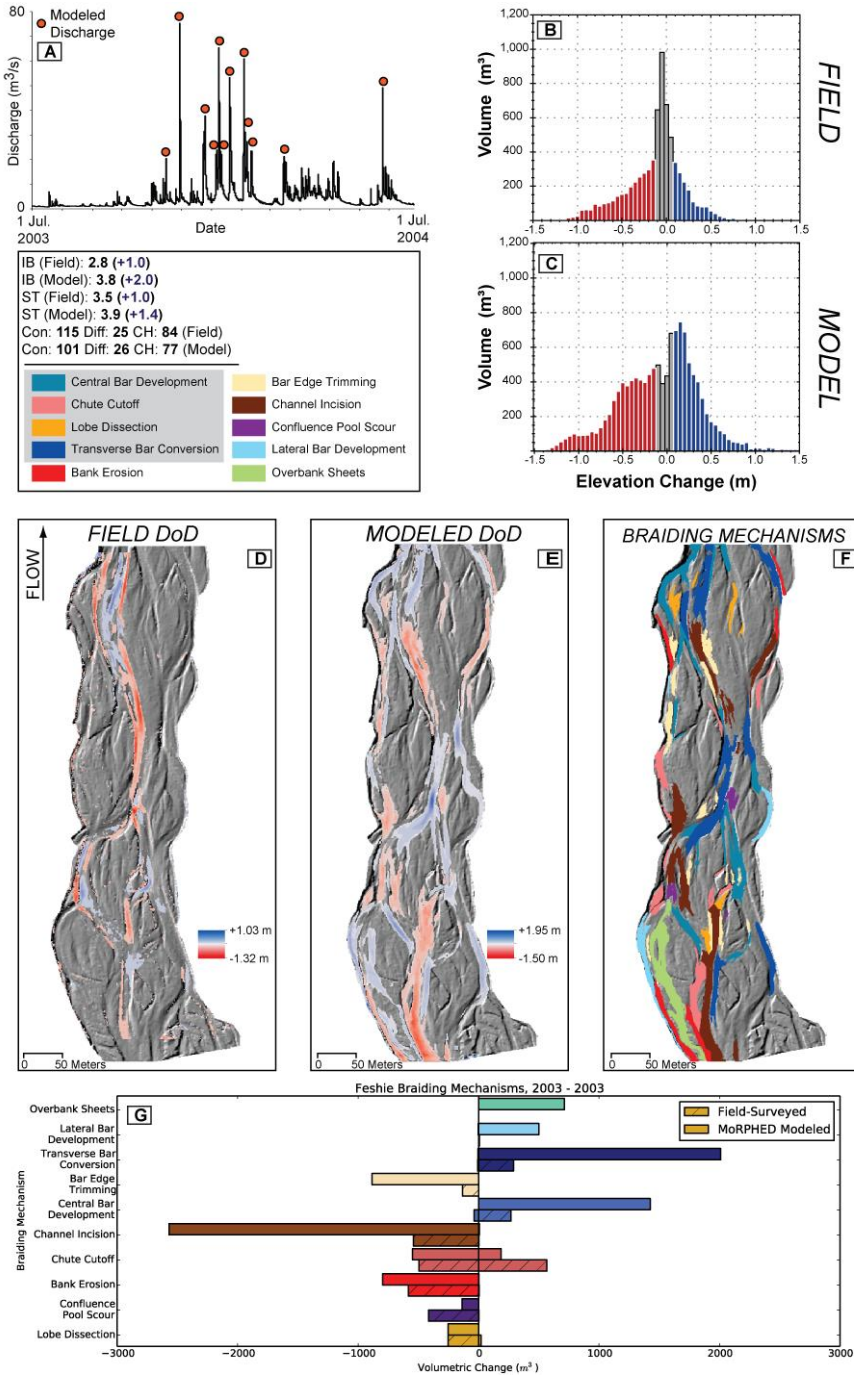 80
Modeled
Discharge
A
Discharge (m³/s)
0
1 Jul.
2003
Date
1 Jul.
2004
IB (Field): 2.8 (+1.0)
IB (Model): 3.8 (+2.0)
ST (Field): 3.5 (+1.0)
ST (Model): 3.9 (+1.4)
Con: 115 Diff: 25 CH: 84 (Field)
Con: 101 Diff: 26 CH: 77 (Model)
Central Bar Development
Chute Cutoff
Lobe Dissection
Transverse Bar Conversion
Bank Erosion
Bar Edge Trimming
Channel Incision
Confluence Pool Scour
Lateral Bar Development
Overbank Sheets
B
1,200
1,000
800
600
400
200
Volume (m³)
-1.5 -1.0 -0.5 0.0 0.5 1.0 1.5
FIELD
C
1,200
1,000
800
600
400
200
Volume (m³)
-1.5 -1.0 -0.5 0.0 0.5 1.0 1.5
Elevation Change (m)
MODEL
FIELD DoD
D
FLOW
+1.03 m
-1.32 m
0 50 Meters
MODELED DoD
E
+1.95 m
-1.50 m
0 50 Meters
BRAIDING MECHANISMS
F
0 50 Meters
Feshie Braiding Mechanisms, 2003 - 2003
G
Field-Surveyed
MoRPHED Modeled
Braiding Mechanism
Overbank Sheets
Lateral Bar
Development
Transverse Bar
Conversion
Bar Edge
Trimming
Central Bar
Development
Channel Incision
Chute Cutoff
Bank Erosion
Confluence
Pool Scour
Lobe Dissection
-3000 -2000 -1000 0 1000 2000 3000
Volumetric Change (m³)